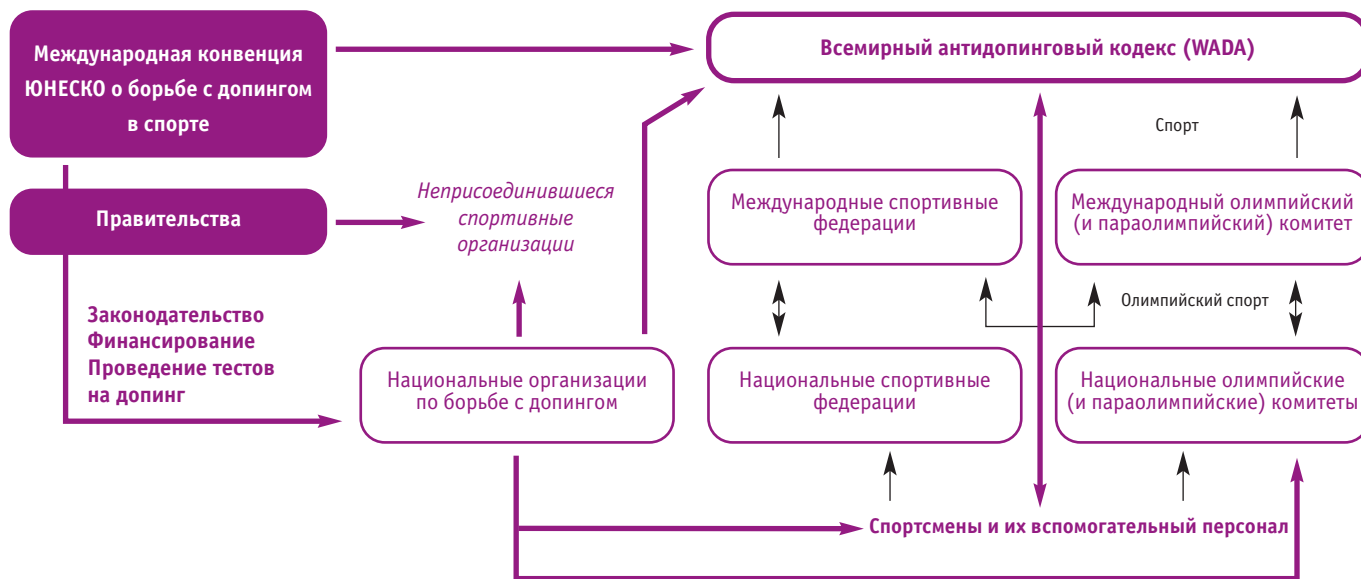 Международная конвенция
ЮНЕСКО о борьбе с допингом
в спорте
Всемирный антидопинговый кодекс (WADA)
Спорт
Правительства
Неприсоединившиеся
спортивные
организации
Международные спортивные
федерации
Международный олимпийский
(и параолимпийский) комитет
Олимпийский спорт
Законодательство
Финансирование
Проведение тестов
на допинг
Национальные организации
по борьбе с допингом
Национальные спортивные
федерации
Национальные олимпийские
(и параолимпийские) комитеты
Спортсмены и их вспомогательный персонал